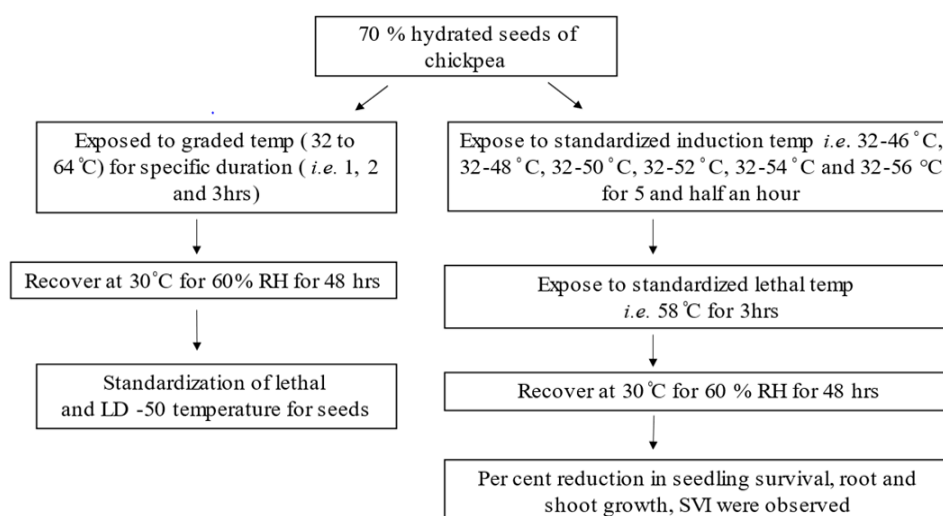 70 % hydrated seeds of
chickpea
Exposed to graded temp (32 to
64˚C) for specific duration ( i.e. 1, 2
and 3hrs)
Recover at 30˚C for 60% RH for 48 hrs
Standardization of lethal
and LD -50 temperature for seeds
Expose to standardized induction temp i.e. 32-46˚C,
32-48˚C, 32-50˚C, 32-52˚C, 32-54˚C and 32-56 °C
for 5 and half an hour
Expose to standardized lethal temp
i.e. 58˚C for 3hrs
Recover at 30˚C for 60 % RH for 48 hrs
Per cent reduction in seedling survival, root and
shoot growth, SVI were observed